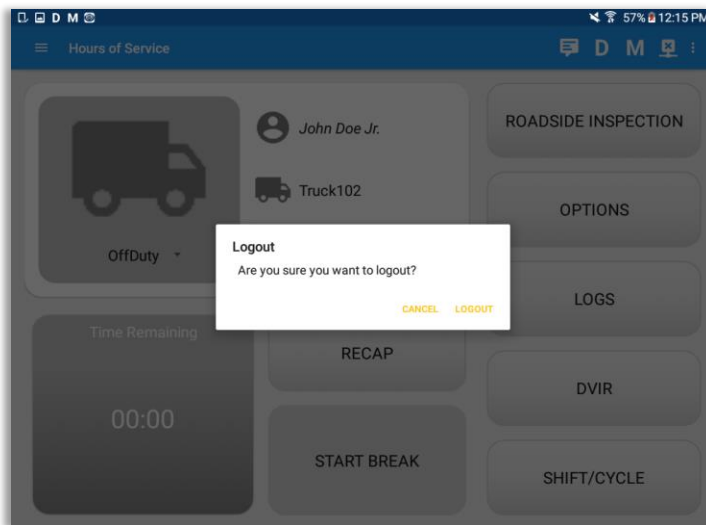 D M 57% 12:15 PM
Hours of Service D M
John Doe Jr.
Truck102
OffDuty
Logout
Are you sure you want to logout?
CANCEL LOGOUT
Time Remaining
00:00
RECAP
START BREAK
ROADSIDE INSPECTION
OPTIONS
LOGS
DVIR
SHIFT/CYCLE